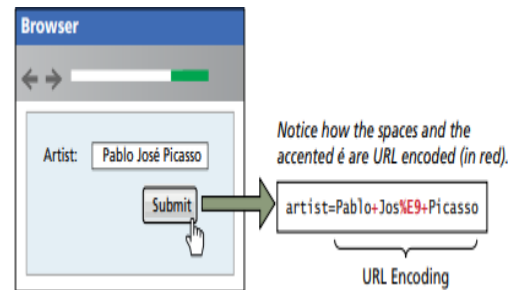 Browser
Artist: Pablo José Picasso
Submit
Notice how the spaces and the
accented é are URL encoded (in red).
artist=Pablo+Jos%E9+Picasso
URL Encoding